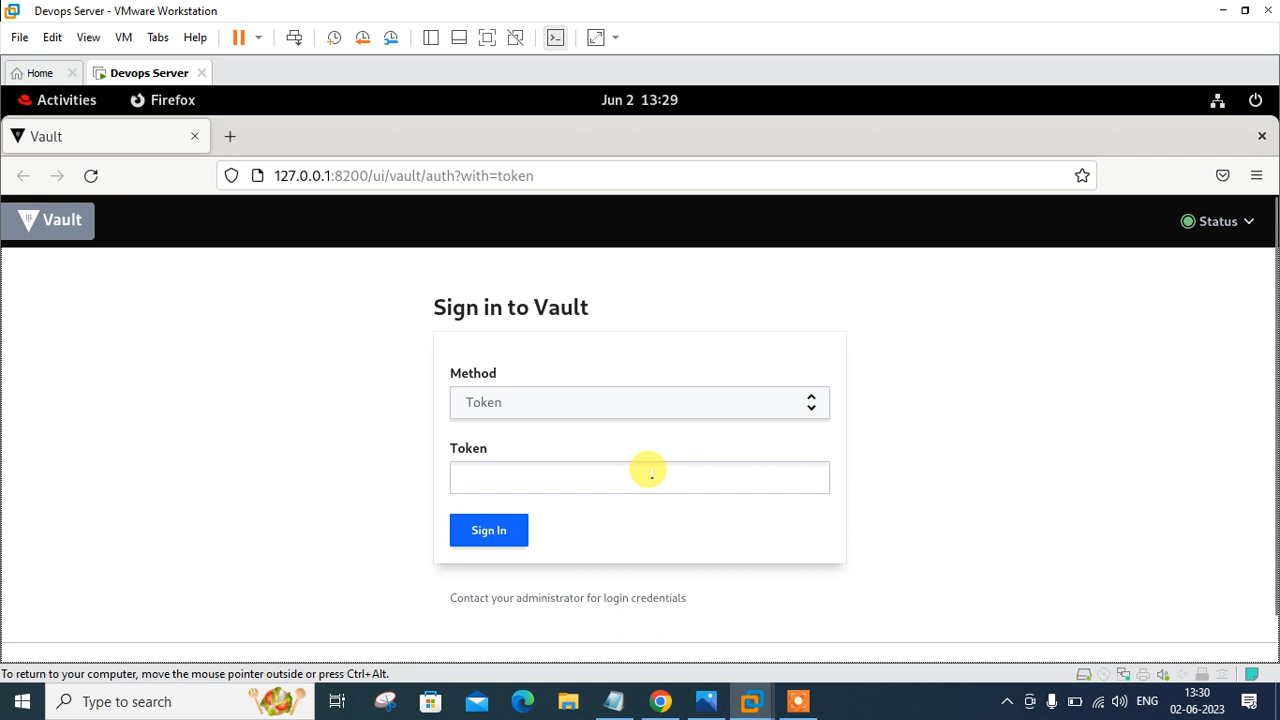 Devops Server - VMware Workstation
File Edit View VM Tabs Help
Home Devops Server
Activities Firefox Jun 2 13:29
Vault
127.0.0.1:8200/ui/vault/auth?with=token
Vault Status
Sign in to Vault
Method
Token
Token
Sign In
Contact your administrator for login credentials
To return to your computer, move the mouse pointer outside or press Ctrl+Alt.
Type to search ENG 13:30
02-06-2023